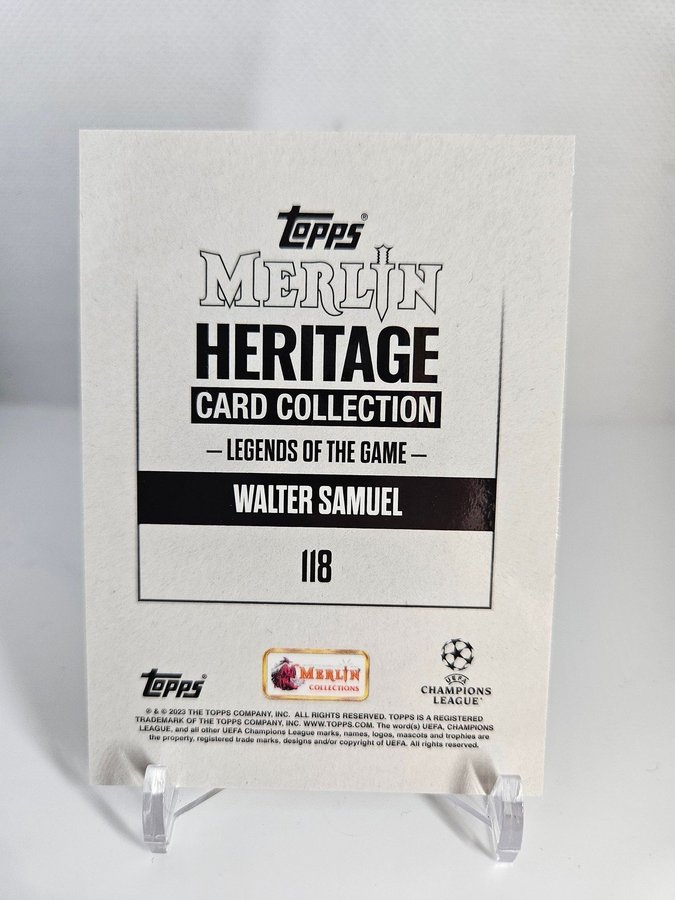 Topps®
MERLIN
HERITAGE
CARD COLLECTION
– LEGENDS OF THE GAME –
WALTER SAMUEL
118
Topps®
MERLIN
COLLECTIONS
UEFA
CHAMPIONS
LEAGUE®
® & © 2023 THE TOPPS COMPANY, INC. ALL RIGHTS RESERVED. TOPPS IS A REGISTERED
TRADEMARK OF THE TOPPS COMPANY, INC. WWW.TOPPS.COM. The word(s) UEFA, CHAMPIONS
LEAGUE, and all other UEFA Champions League marks, names, logos, mascots and trophies are
the property, registered trade marks, designs and/or copyright of UEFA. All rights reserved.